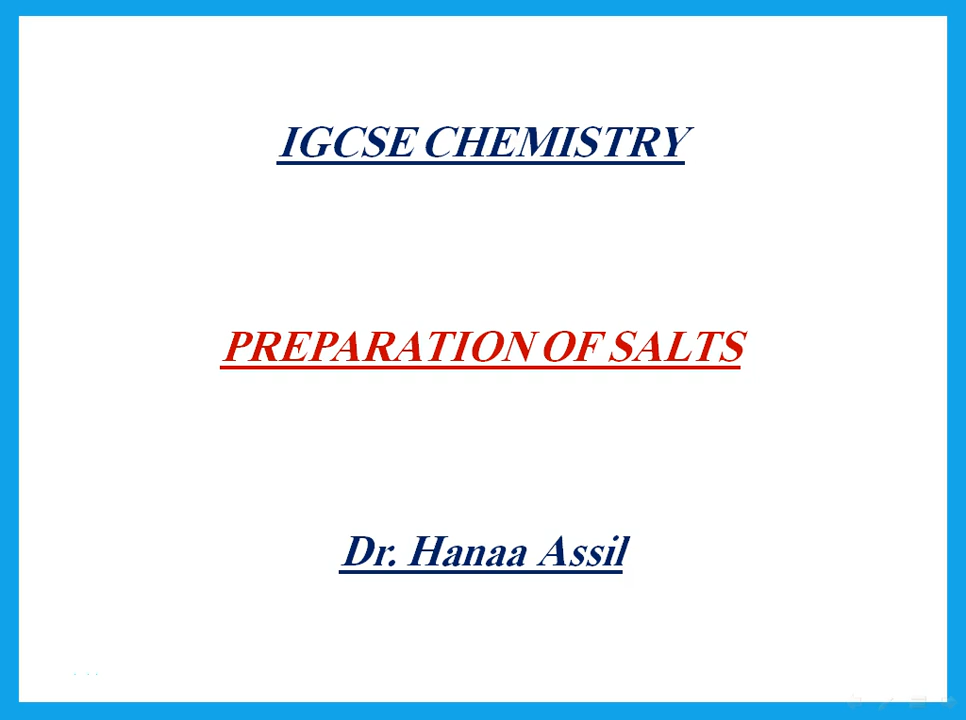 IGCSE CHEMISTRY
PREPARATION OF SALTS
Dr. Hanaa Assil